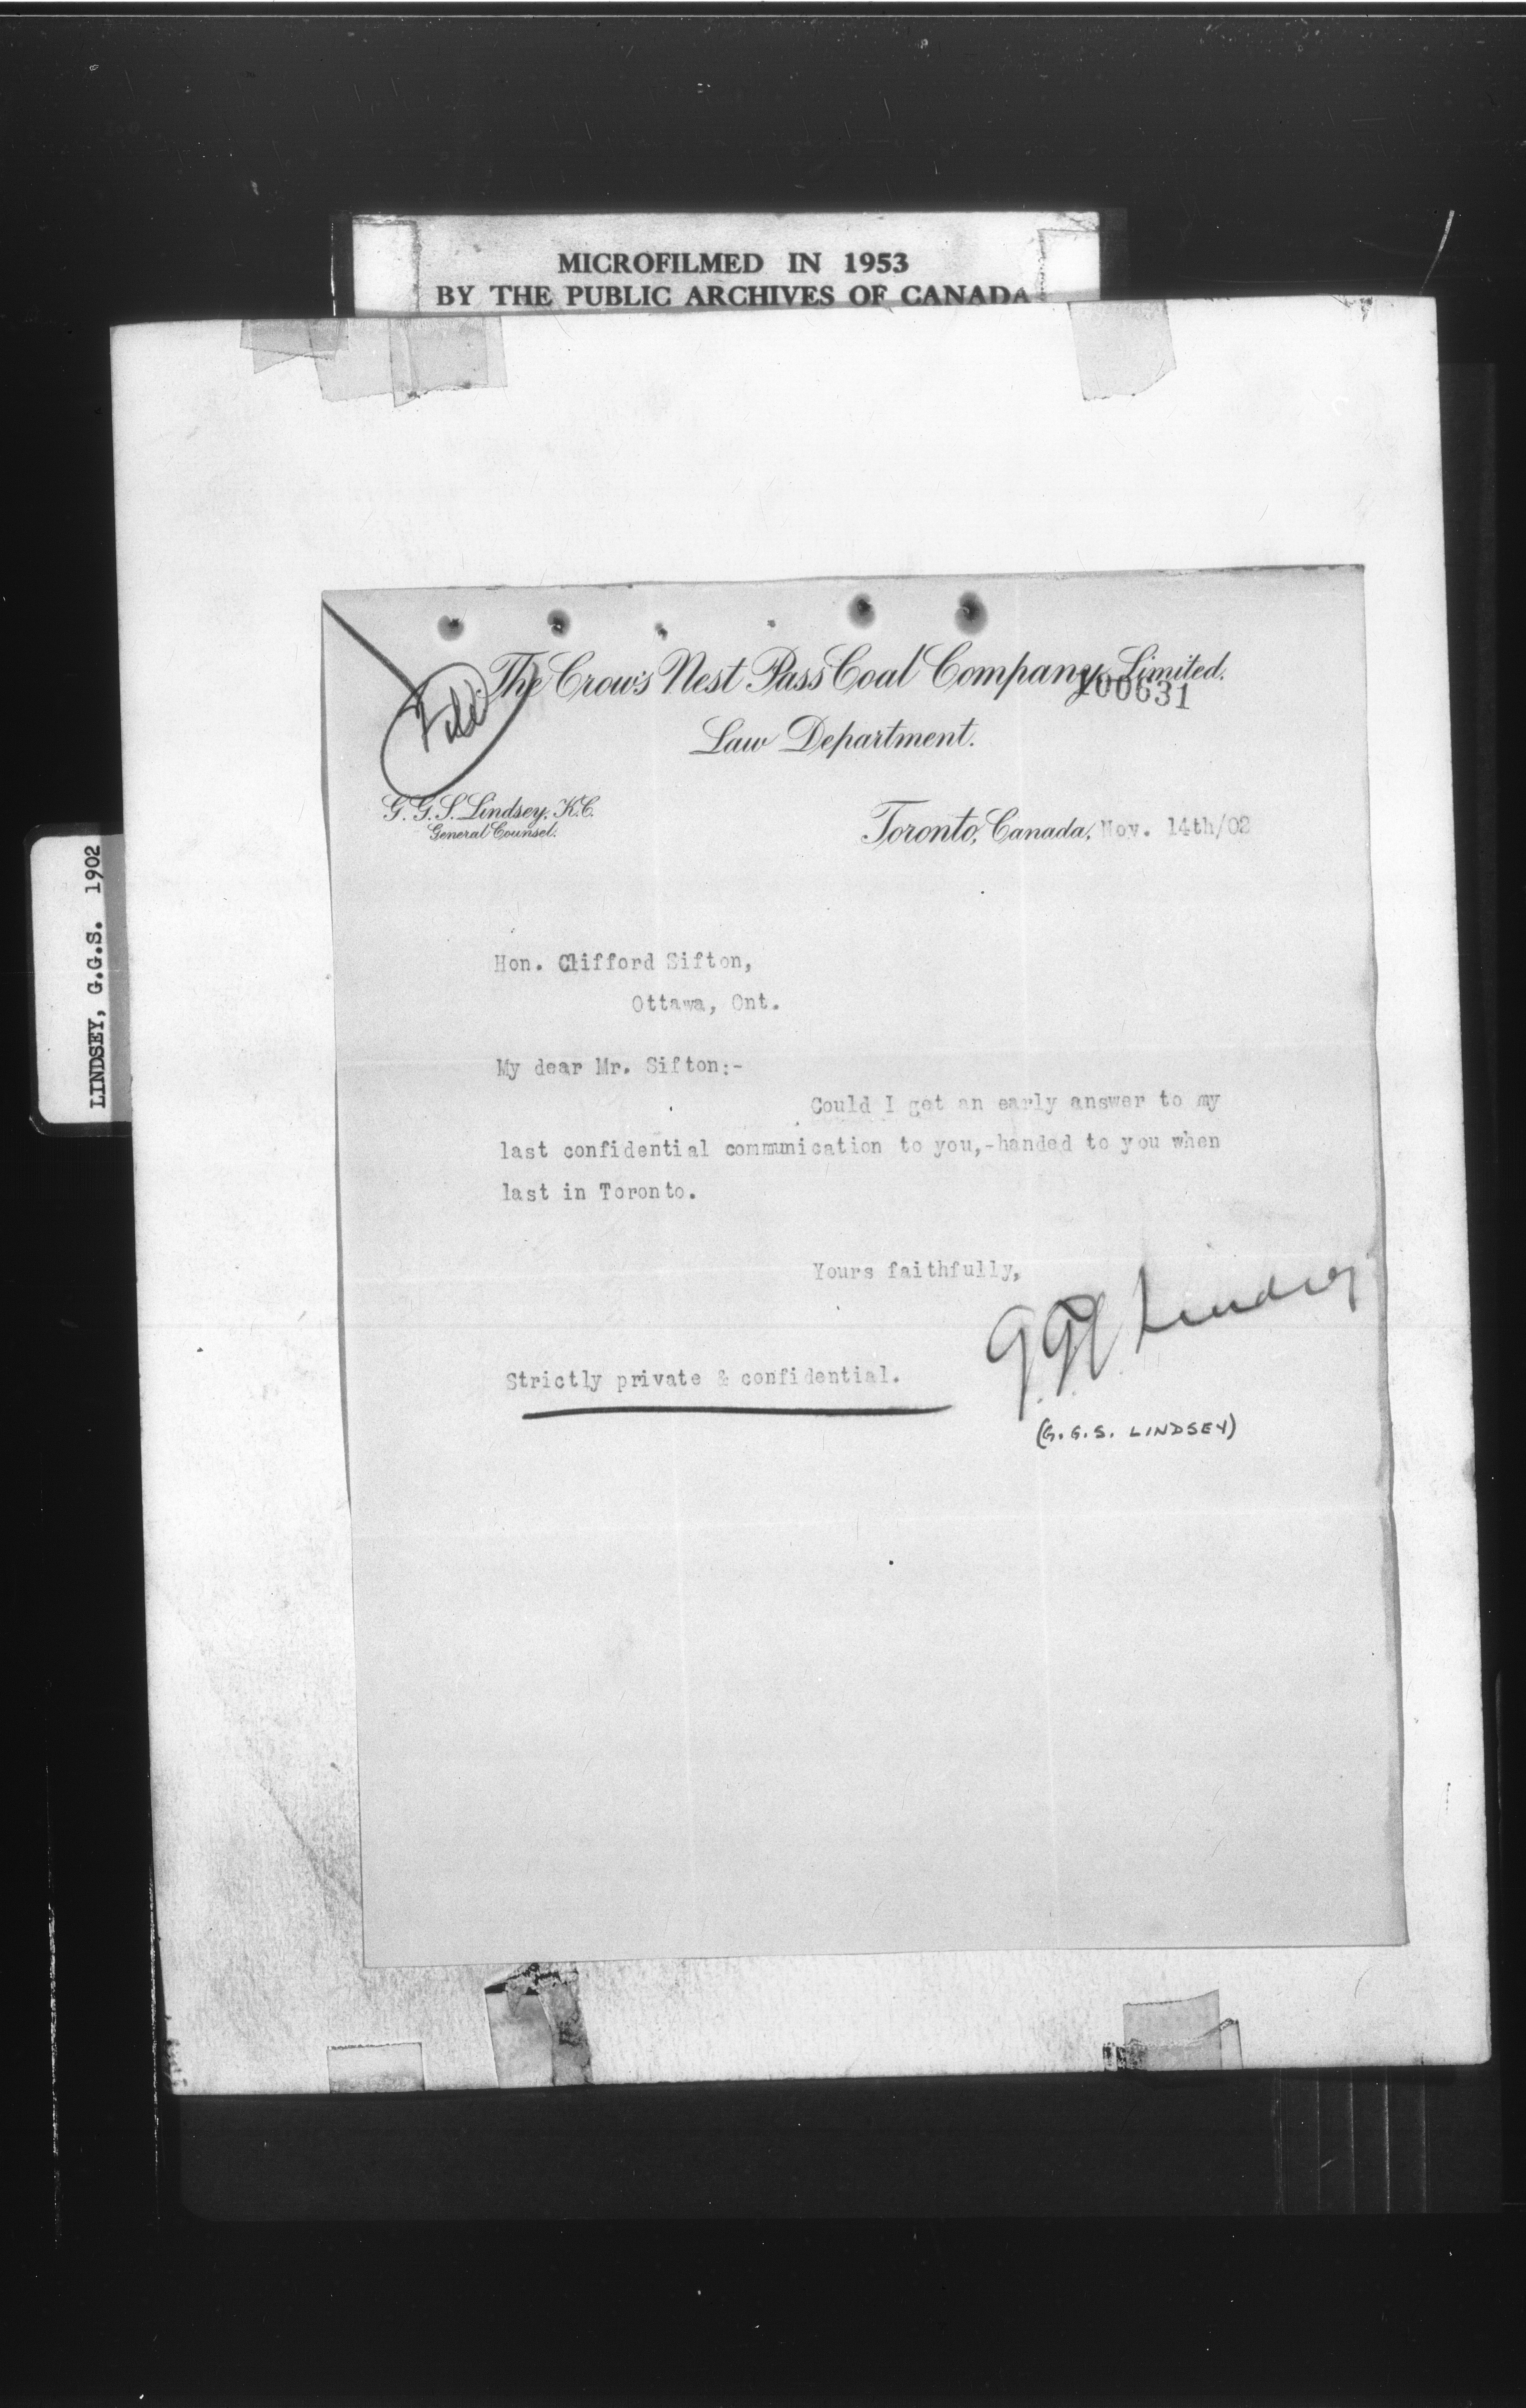 MICROFILMED IN 1953
BY THE PUBLIC ARCHIVES OF CANADA
LINDSEY, G.G.S. 1902
File
The Crow's Nest Pass Coal Company, Limited.
100631
Law Department.
G. G. S. Lindsey, K.C.
General Counsel.
Toronto, Canada, Nov. 14th/02
Hon. Clifford Sifton,
Ottawa, Ont.
My dear Mr. Sifton:-
Could I get an early answer to my
last confidential communication to you,-handed to you when
last in Toronto.
Yours faithfully,
G.G.S. Lindsey
Strictly private & confidential.
(G.G.S. LINDSEY)